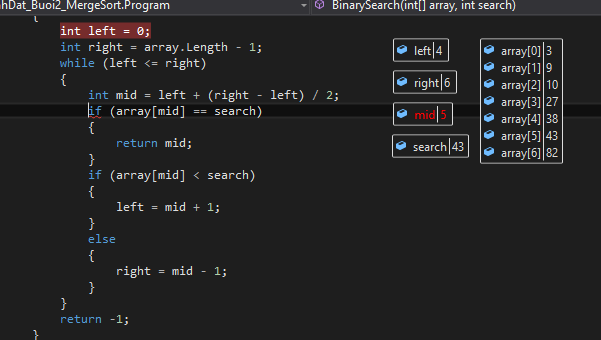 hDat_Buoi2_MergeSort.Program BinarySearch(int[] array, int search)
{
int left = 0;
int right = array.Length - 1;
while (left <= right)
{
int mid = left + (right - left) / 2;
if (array[mid] == search)
{
return mid;
}
if (array[mid] < search)
{
left = mid + 1;
}
else
{
right = mid - 1;
}
}
return -1;
}
left 4
right 6
mid 5
search 43
array[0] 3
array[1] 9
array[2] 10
array[3] 27
array[4] 38
array[5] 43
array[6] 82